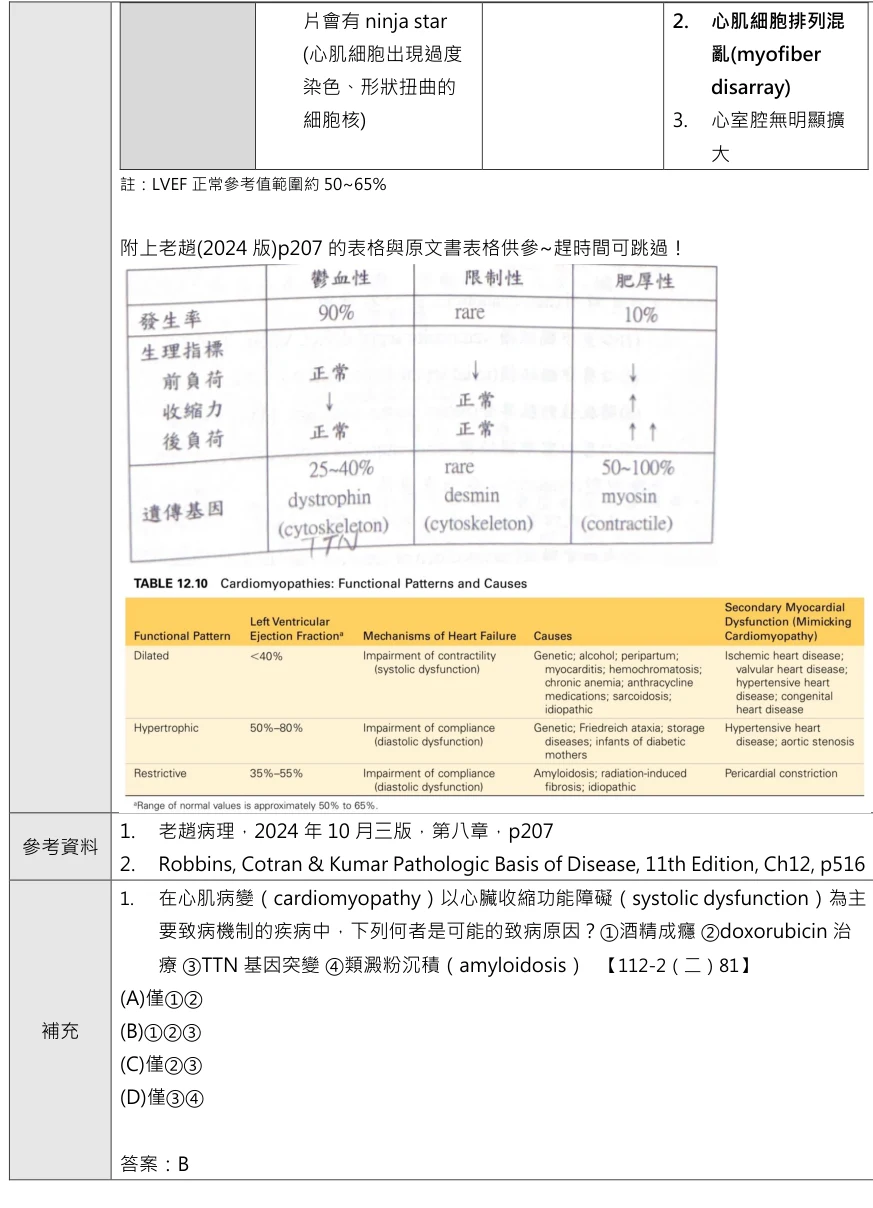 片會有 ninja star
(心肌細胞出現過度
染色、形狀扭曲的
細胞核)
2. 心肌細胞排列混
亂(myofiber
disarray)
3. 心室腔無明顯擴
大
註：LVEF 正常參考值範圍約 50~65%
附上老趙(2024 版)p207 的表格與原文書表格供參~趕時間可跳過！
鬱血性 限制性 肥厚性
發生率 90% rare 10%
生理指標
前負荷 正常 ↓ ↓
收縮力 ↓ 正常 ↑
後負荷 正常 正常 ↑↑
25~40% rare 50~100%
遺傳基因 dystrophin desmin myosin
(cytoskeleton) (cytoskeleton) (contractile)
TTN
TABLE 12.10 Cardiomyopathies: Functional Patterns and Causes
Functional Pattern Left Ventricular Ejection Fractionᵃ Mechanisms of Heart Failure Causes Secondary Myocardial Dysfunction (Mimicking Cardiomyopathy)
Dilated <40% Impairment of contractility Genetic; alcohol; peripartum; Ischemic heart disease;
(systolic dysfunction) myocarditis; hemochromatosis; valvular heart disease;
chronic anemia; anthracycline hypertensive heart
medications; sarcoidosis; disease; congenital
idiopathic heart disease
Hypertrophic 50%–80% Impairment of compliance Genetic; Friedreich ataxia; storage Hypertensive heart
(diastolic dysfunction) diseases; infants of diabetic disease; aortic stenosis
mothers
Restrictive 35%–55% Impairment of compliance Amyloidosis; radiation-induced Pericardial constriction
(diastolic dysfunction) fibrosis; idiopathic
ᵃRange of normal values is approximately 50% to 65%.
參考資料
1. 老趙病理，2024 年 10 月三版，第八章，p207
2. Robbins, Cotran & Kumar Pathologic Basis of Disease, 11th Edition, Ch12, p516
補充
1. 在心肌病變（cardiomyopathy）以心臟收縮功能障礙（systolic dysfunction）為主
要致病機制的疾病中，下列何者是可能的致病原因？①酒精成癮 ②doxorubicin 治
療 ③TTN 基因突變 ④類澱粉沉積（amyloidosis） 【112-2（二）81】
(A)僅①②
(B)①②③
(C)僅②③
(D)僅③④
答案：B